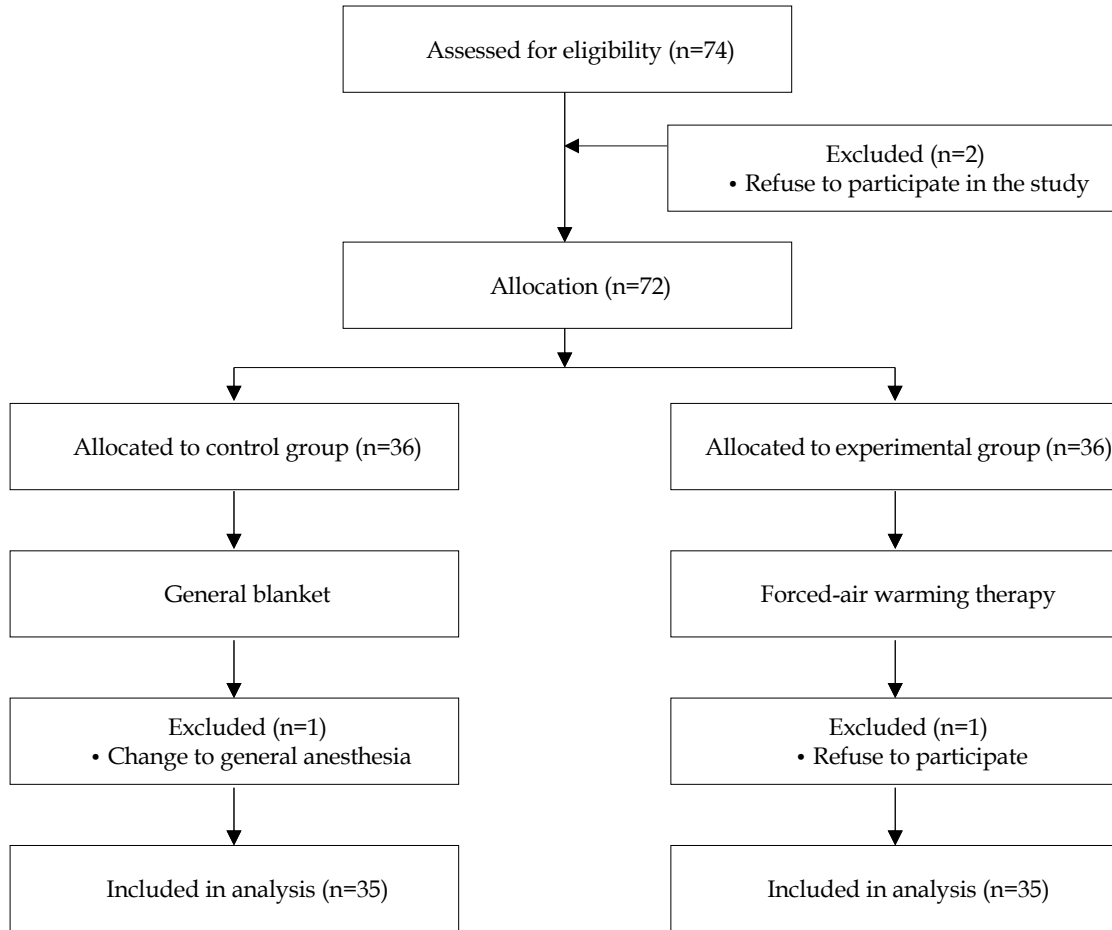 Assessed for eligibility (n=74)
Excluded (n=2)
• Refuse to participate in the study
Allocation (n=72)
Allocated to control group (n=36)
Allocated to experimental group (n=36)
General blanket
Forced-air warming therapy
Excluded (n=1)
• Change to general anesthesia
Excluded (n=1)
• Refuse to participate
Included in analysis (n=35)
Included in analysis (n=35)